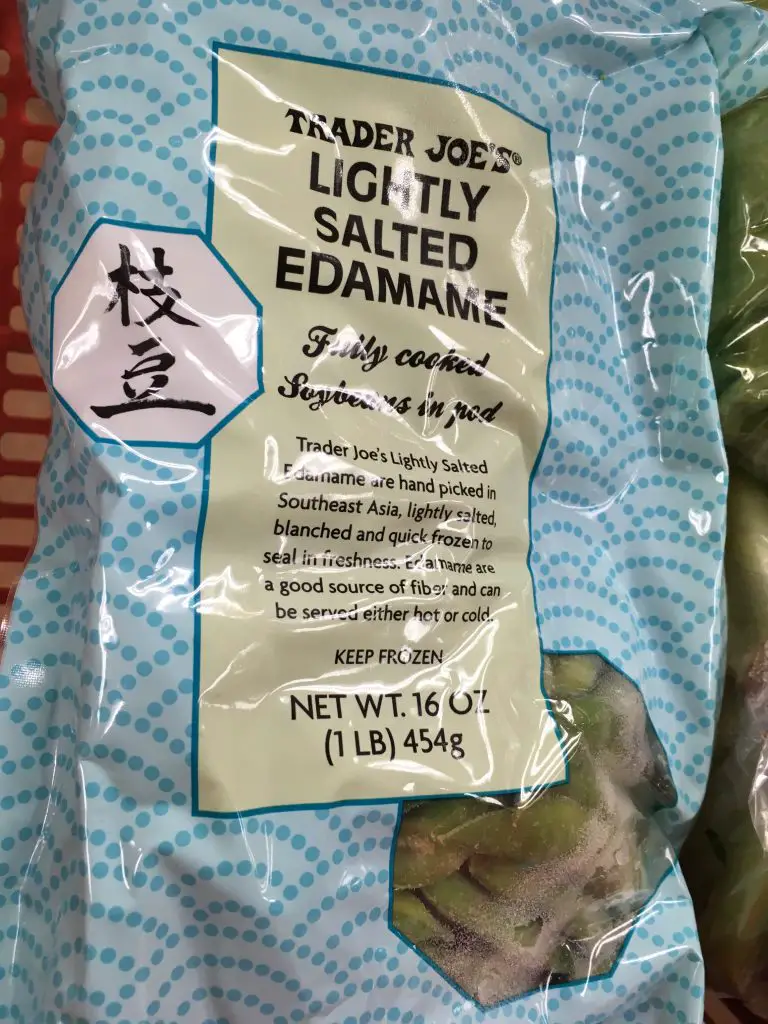 TRADER JOE'S®
LIGHTLY
SALTED
EDAMAME
枝
豆
Fully cooked
Soybeans in pod
Trader Joe's Lightly Salted
Edamame are hand picked in
Southeast Asia, lightly salted,
blanched and quick frozen to
seal in freshness. Edamame are
a good source of fiber and can
be served either hot or cold.
KEEP FROZEN
NET WT. 16 OZ
(1 LB) 454g